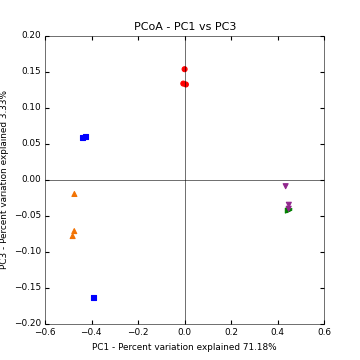 PCoA - PC1 vs PC3
0.20
0.15
0.10
0.05
0.00
−0.05
−0.10
−0.15
−0.20
PC3 - Percent variation explained 3.33%
−0.6 −0.4 −0.2 0.0 0.2 0.4 0.6
PC1 - Percent variation explained 71.18%